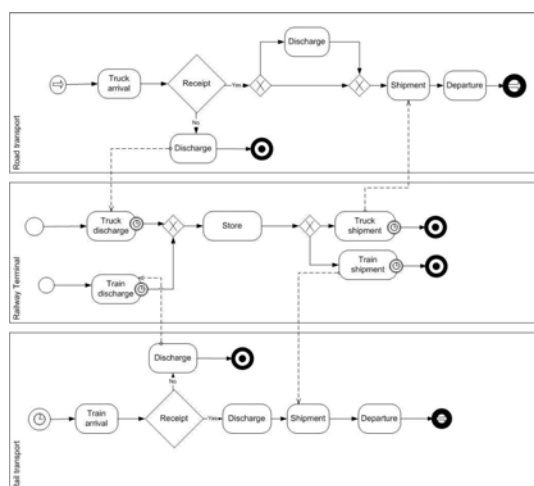 Road transport
Truck
arrival
Receipt
Yes
No
Discharge
Discharge
Shipment
Departure
Railway Terminal
Truck
discharge
Train
discharge
Store
Truck
shipment
Train
shipment
Rail transport
Train
arrival
Receipt
No
Yes
Discharge
Discharge
Shipment
Departure